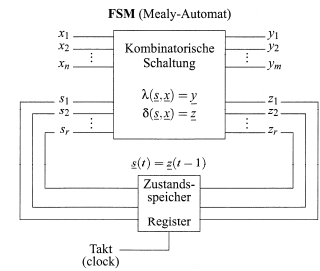 FSM (Mealy-Automat)
x₁
x₂
⋮
xₙ
y₁
y₂
⋮
yₘ
Kombinatorische
Schaltung
λ(s,x) = y
δ(s,x) = z
s₁
s₂
⋮
sᵣ
z₁
z₂
⋮
zᵣ
s(t) = z(t − 1)
Zustands-
speicher
Register
Takt
(clock)